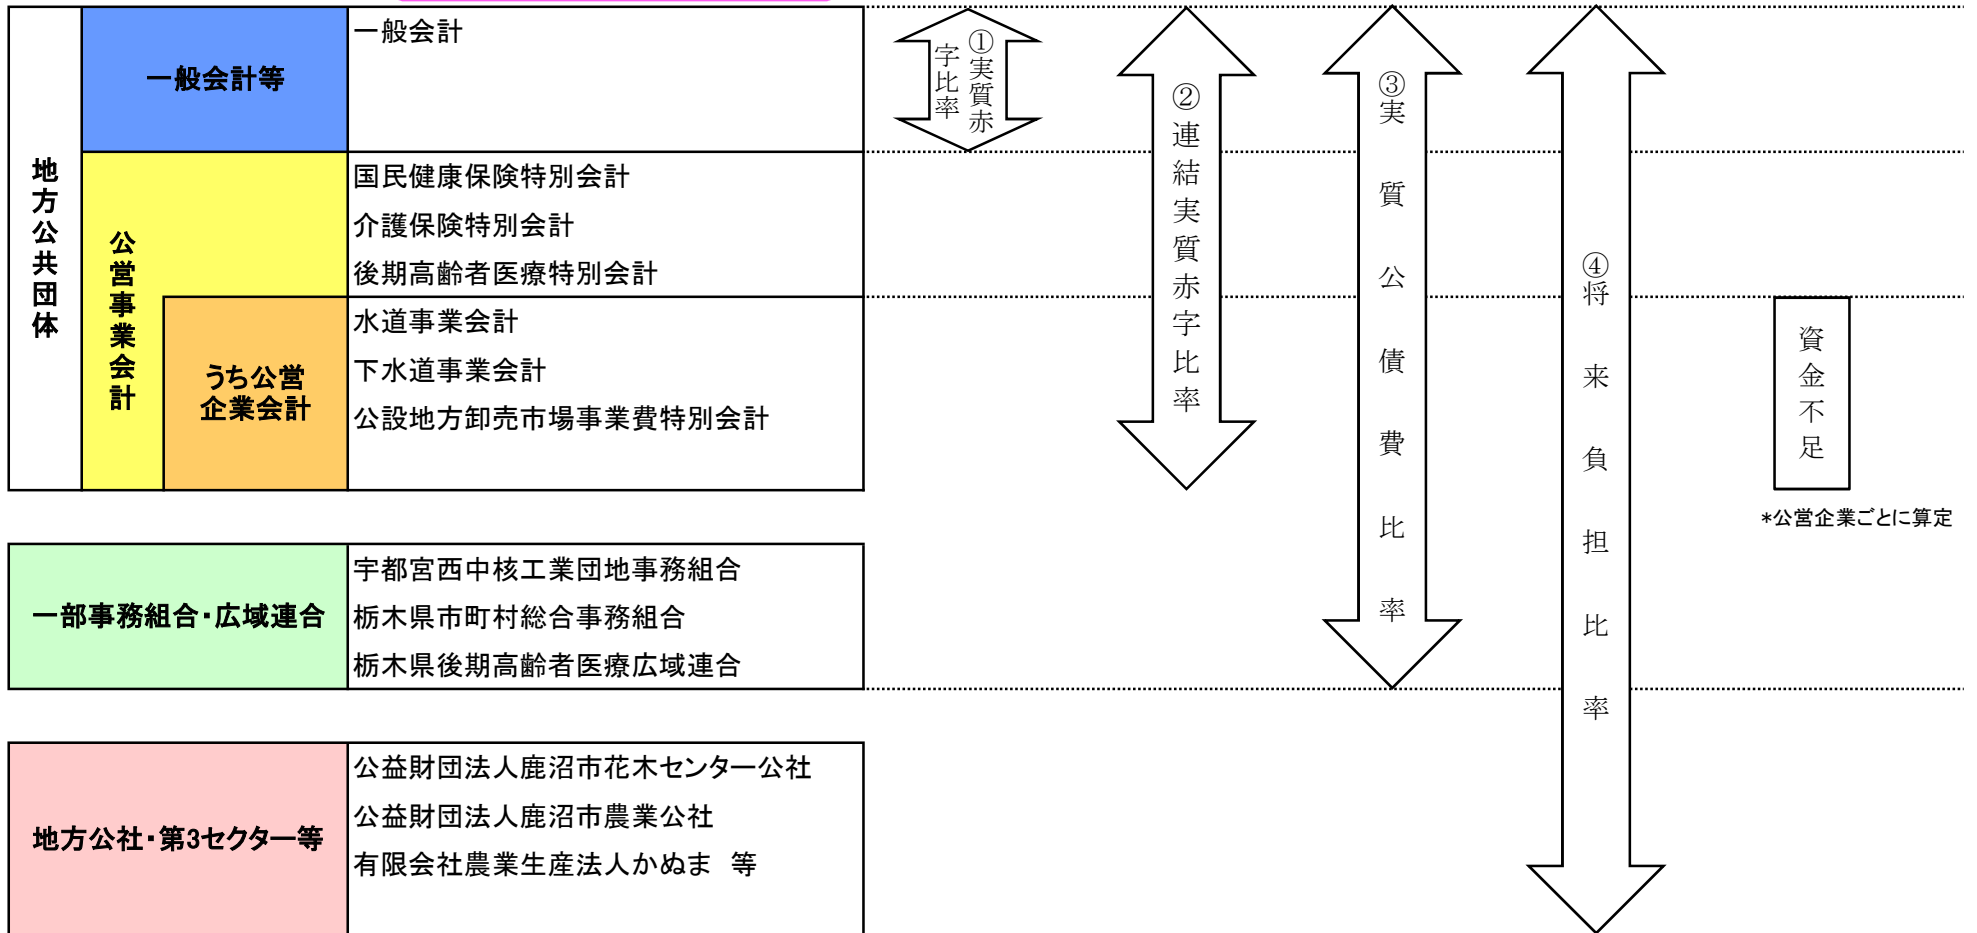 地方公共団体
一般会計等
一般会計
公営事業会計
国民健康保険特別会計
介護保険特別会計
後期高齢者医療特別会計
うち公営
企業会計
水道事業会計
下水道事業会計
公設地方卸売市場事業費特別会計
一部事務組合・広域連合
宇都宮西中核工業団地事務組合
栃木県市町村総合事務組合
栃木県後期高齢者医療広域連合
地方公社・第3セクター等
公益財団法人鹿沼市花木センター公社
公益財団法人鹿沼市農業公社
有限会社農業生産法人かぬま 等
①実質赤
字比率
②連結実質赤字比率
③実質公債費比率
④将来負担比率
資金不足
*公営企業ごとに算定